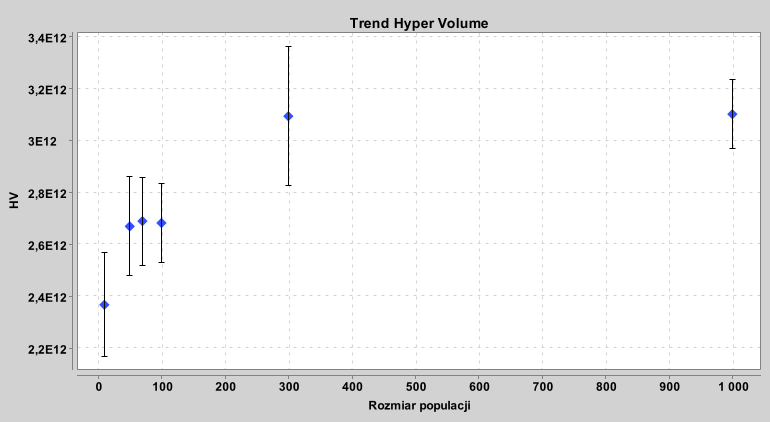 Trend Hyper Volume
3,4E12
3,2E12
3E12
2,8E12
2,6E12
2,4E12
2,2E12
HV
0 100 200 300 400 500 600 700 800 900 1 000
Rozmiar populacji